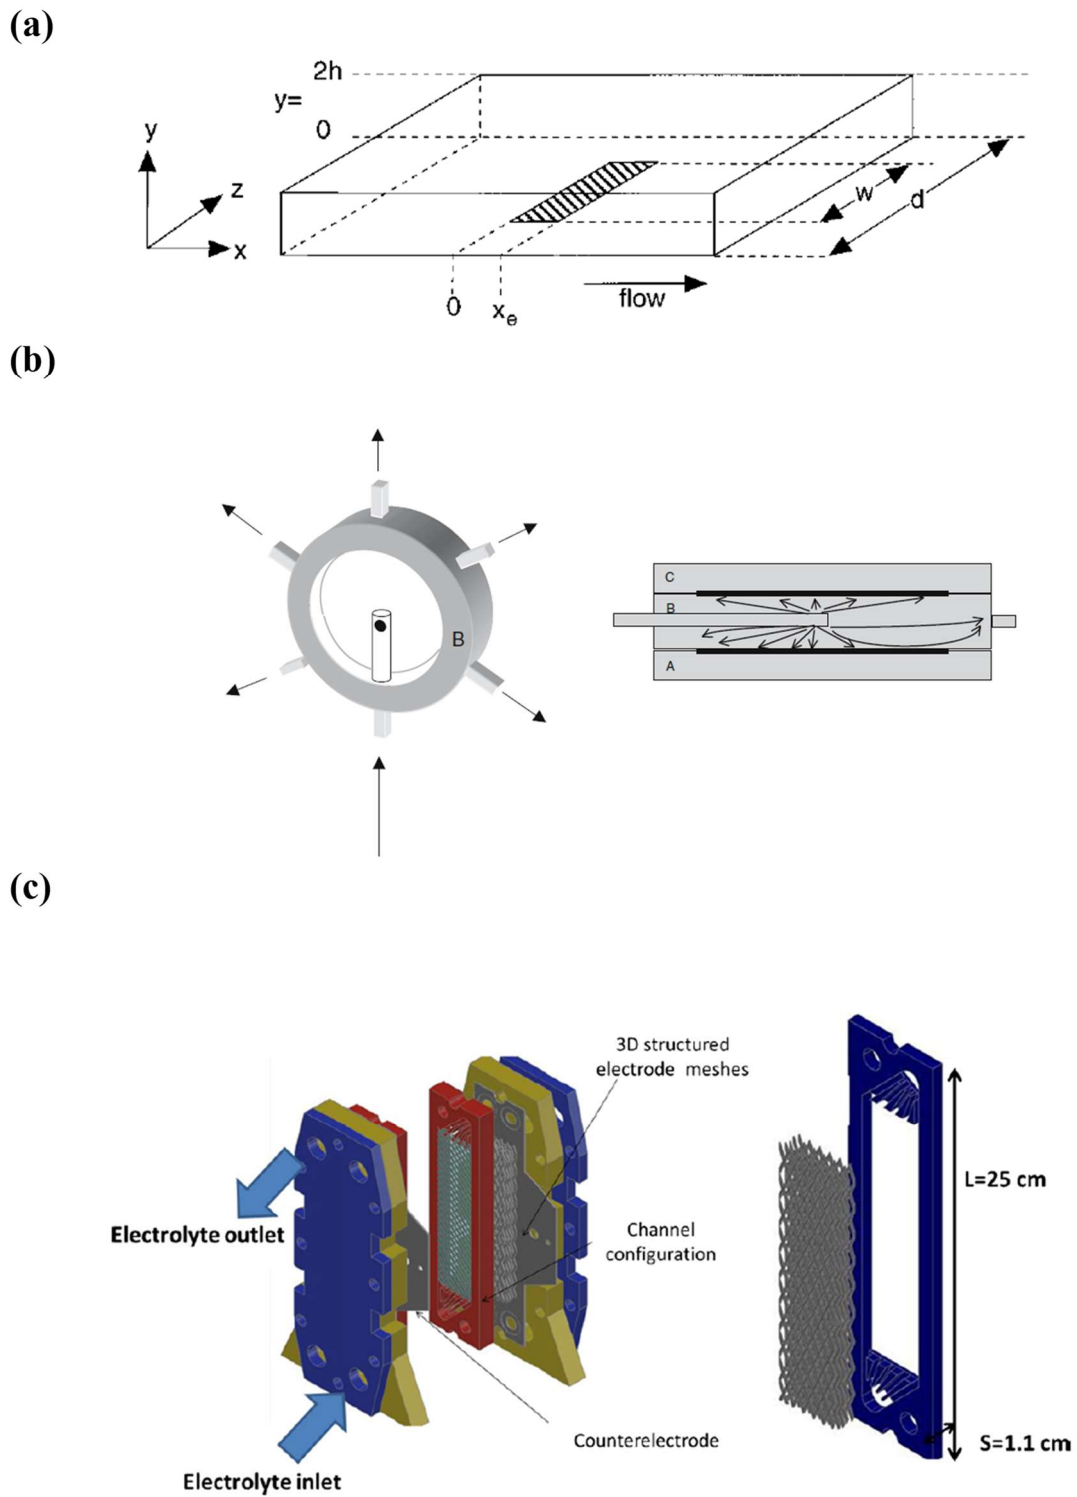 (a)
2h
y=
0
y
z
x
w
d
0
xₑ
flow
(b)
B
C
B
A
(c)
3D structured
electrode meshes
L=25 cm
Electrolyte outlet
Channel
configuration
Counterelectrode
S=1.1 cm
Electrolyte inlet